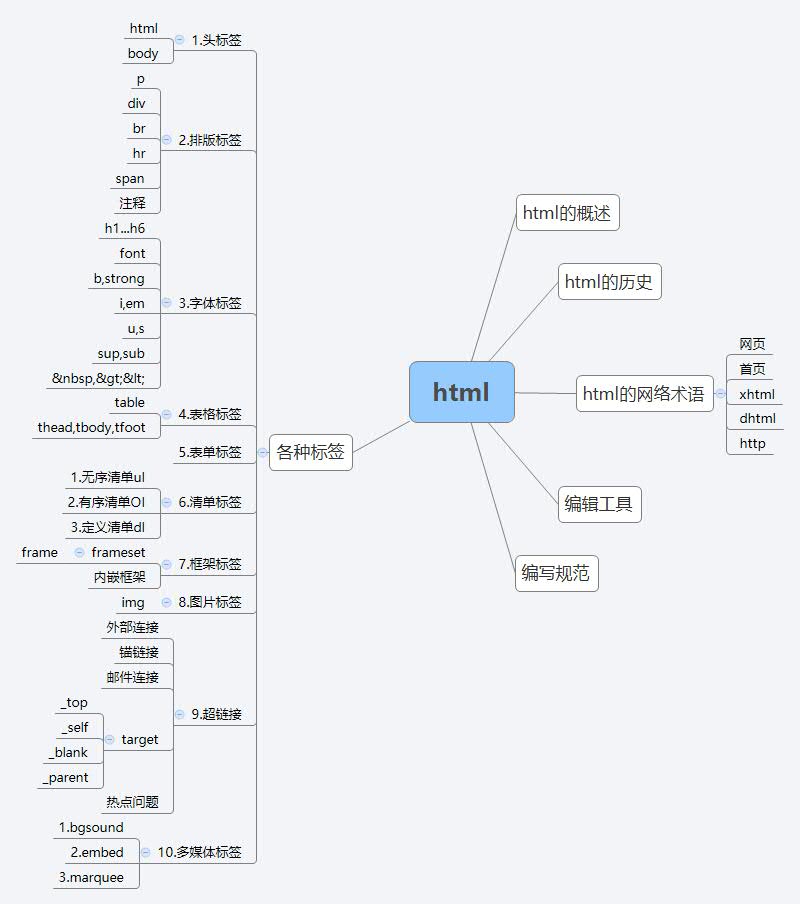 html
html的概述
html的历史
html的网络术语
网页
首页
xhtml
dhtml
http
编辑工具
编写规范
各种标签
1.头标签
html
body
2.排版标签
p
div
br
hr
span
注释
3.字体标签
h1...h6
font
b,strong
i,em
u,s
sup,sub
&nbsp,&gt;&lt;
4.表格标签
table
thead,tbody,tfoot
5.表单标签
6.清单标签
1.无序清单ul
2.有序清单Ol
3.定义清单dl
7.框架标签
frameset
frame
内嵌框架
8.图片标签
img
9.超链接
外部连接
锚链接
邮件连接
target
_top
_self
_blank
_parent
热点问题
10.多媒体标签
1.bgsound
2.embed
3.marquee